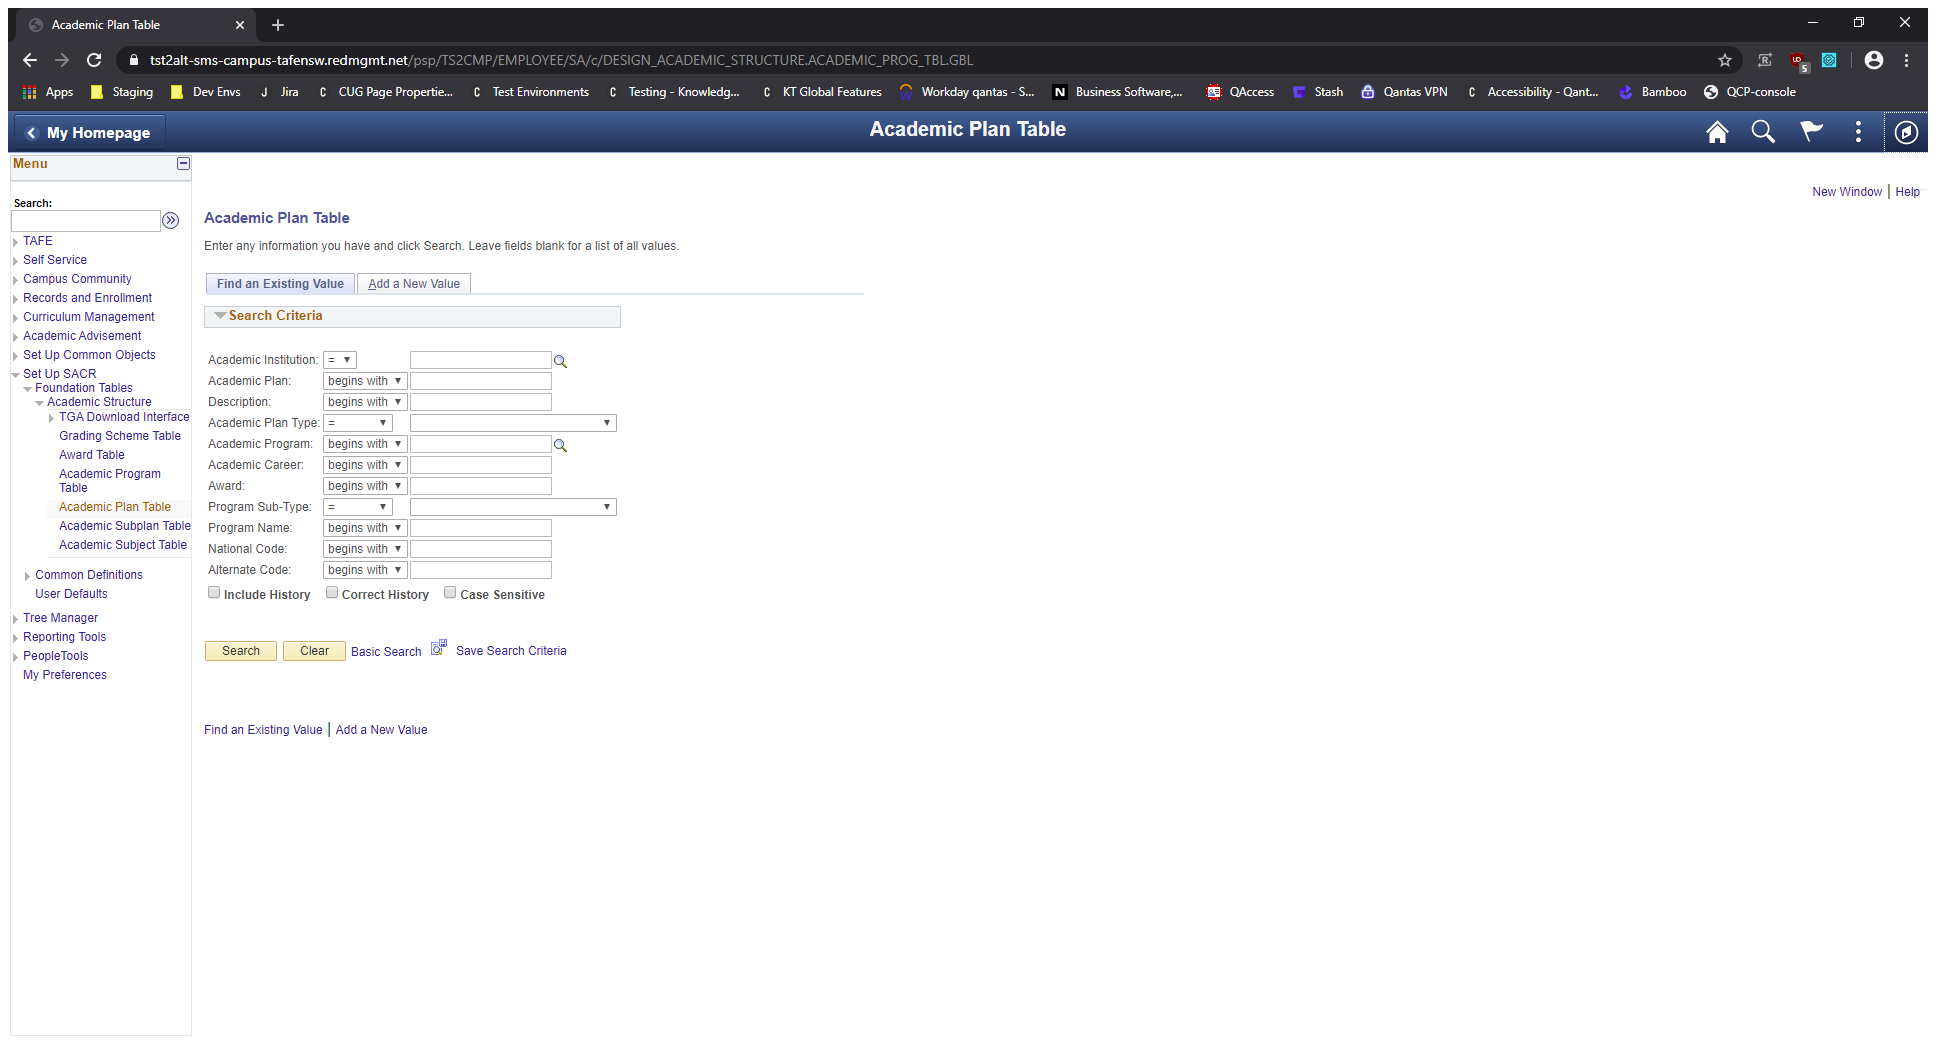 Academic Plan Table
tst2alt-sms-campus-tafensw.redmgmt.net/psp/TS2CMP/EMPLOYEE/SA/c/DESIGN_ACADEMIC_STRUCTURE.ACADEMIC_PROG_TBL.GBL
5
Apps Staging Dev Envs J Jira C CUG Page Propertie... C Test Environments C Testing - Knowledg... C KT Global Features Workday qantas - S... N Business Software,... QAccess Stash Qantas VPN C Accessibility - Qant... Bamboo QCP-console
My Homepage
Academic Plan Table
Menu
New Window | Help
Search:
TAFE
Self Service
Campus Community
Records and Enrollment
Curriculum Management
Academic Advisement
Set Up Common Objects
Set Up SACR
Foundation Tables
Academic Structure
TGA Download Interface
Grading Scheme Table
Award Table
Academic Program
Table
Academic Plan Table
Academic Subplan Table
Academic Subject Table
Common Definitions
User Defaults
Tree Manager
Reporting Tools
PeopleTools
My Preferences
Academic Plan Table
Enter any information you have and click Search. Leave fields blank for a list of all values.
Find an Existing Value Add a New Value
Search Criteria
Academic Institution: =
Academic Plan: begins with
Description: begins with
Academic Plan Type: =
Academic Program: begins with
Academic Career: begins with
Award: begins with
Program Sub-Type: =
Program Name: begins with
National Code: begins with
Alternate Code: begins with
Include History Correct History Case Sensitive
Search Clear Basic Search Save Search Criteria
Find an Existing Value | Add a New Value